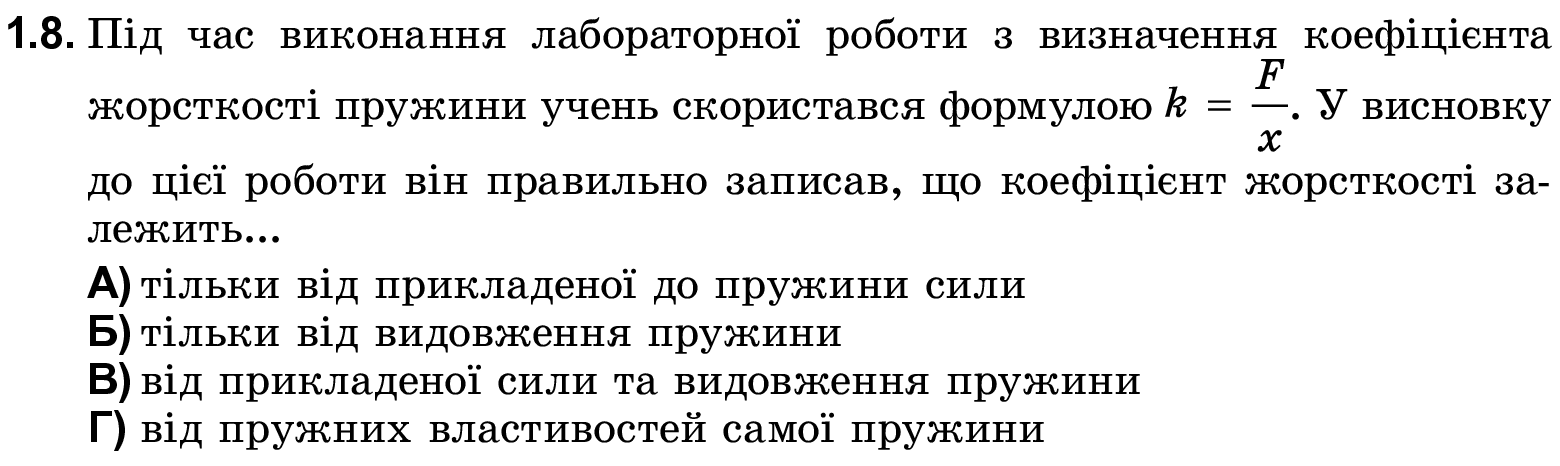 1.8. Під час виконання лабораторної роботи з визначення коефіцієнта
жорсткості пружини учень скористався формулою k = F/x. У висновку
до цієї роботи він правильно записав, що коефіцієнт жорсткості за-
лежить...
А) тільки від прикладеної до пружини сили
Б) тільки від видовження пружини
В) від прикладеної сили та видовження пружини
Г) від пружних властивостей самої пружини